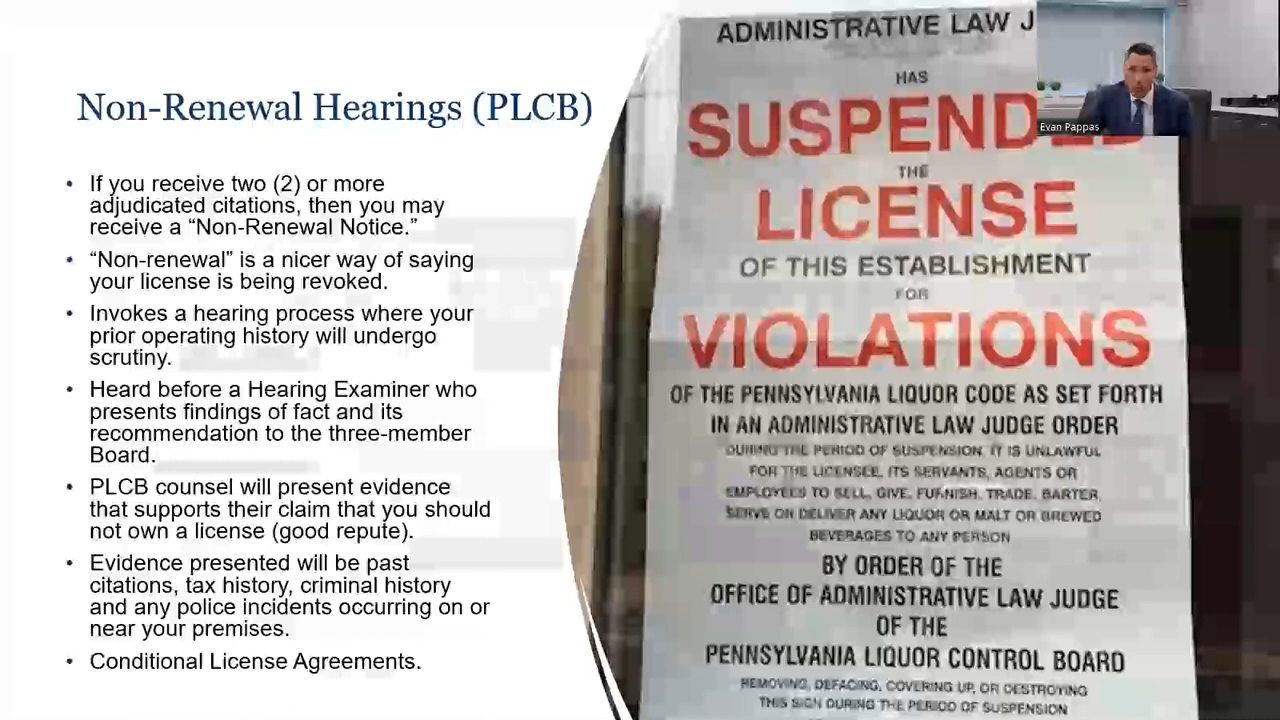 Non-Renewal Hearings (PLCB)
• If you receive two (2) or more
adjudicated citations, then you may
receive a “Non-Renewal Notice.”
• “Non-renewal” is a nicer way of saying
your license is being revoked.
• Invokes a hearing process where your
prior operating history will undergo
scrutiny.
• Heard before a Hearing Examiner who
presents findings of fact and its
recommendation to the three-member
Board.
• PLCB counsel will present evidence
that supports their claim that you should
not own a license (good repute).
• Evidence presented will be past
citations, tax history, criminal history
and any police incidents occurring on or
near your premises.
• Conditional License Agreements.
ADMINISTRATIVE LAW J
HAS
SUSPENDED
THE
LICENSE
OF THIS ESTABLISHMENT
FOR
VIOLATIONS
OF THE PENNSYLVANIA LIQUOR CODE AS SET FORTH
IN AN ADMINISTRATIVE LAW JUDGE ORDER
DURING THE PERIOD OF SUSPENSION, IT IS UNLAWFUL
FOR THE LICENSEE, ITS SERVANTS, AGENTS OR
EMPLOYEES TO SELL, GIVE, FURNISH, TRADE, BARTER,
SERVE OR DELIVER ANY LIQUOR OR MALT OR BREWED
BEVERAGES TO ANY PERSON
BY ORDER OF THE
OFFICE OF ADMINISTRATIVE LAW JUDGE
OF THE
PENNSYLVANIA LIQUOR CONTROL BOARD
REMOVING, DEFACING, COVERING UP, OR DESTROYING
THIS SIGN DURING THE PERIOD OF SUSPENSION
Evan Pappas